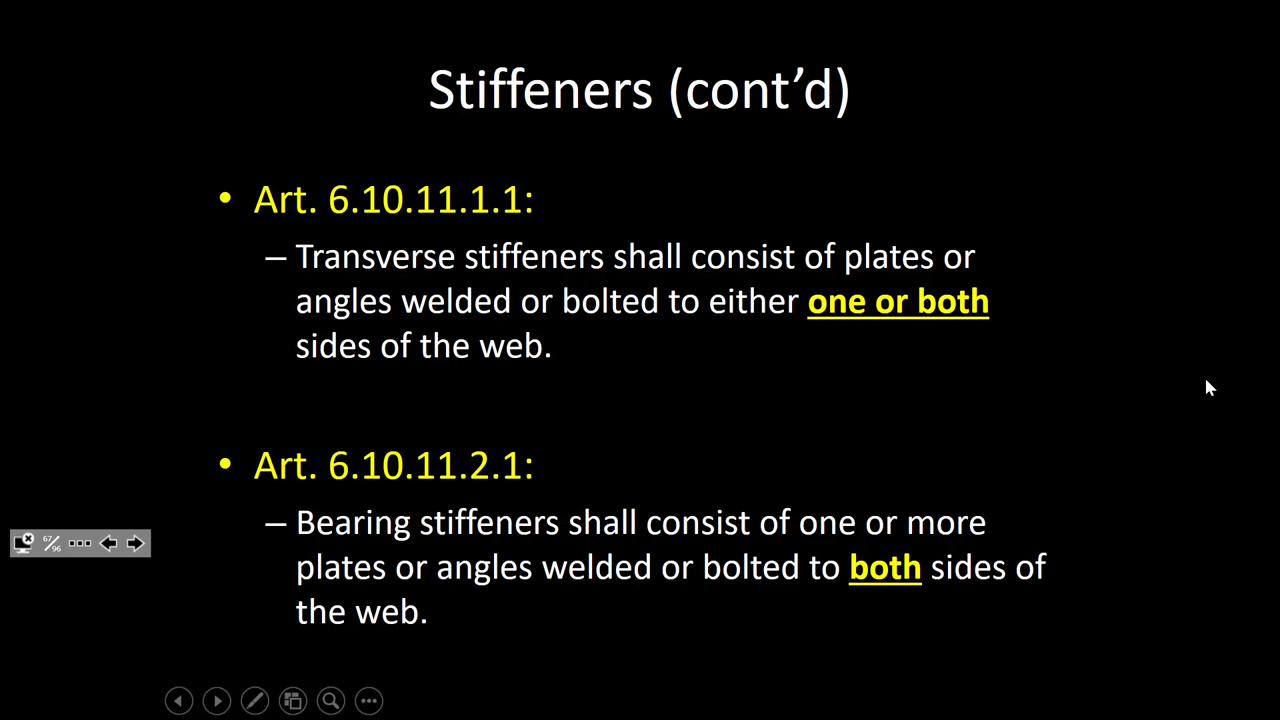 Stiffeners (cont’d)
• Art. 6.10.11.1.1:
– Transverse stiffeners shall consist of plates or
angles welded or bolted to either one or both
sides of the web.
• Art. 6.10.11.2.1:
– Bearing stiffeners shall consist of one or more
plates or angles welded or bolted to both sides of
the web.
67/96